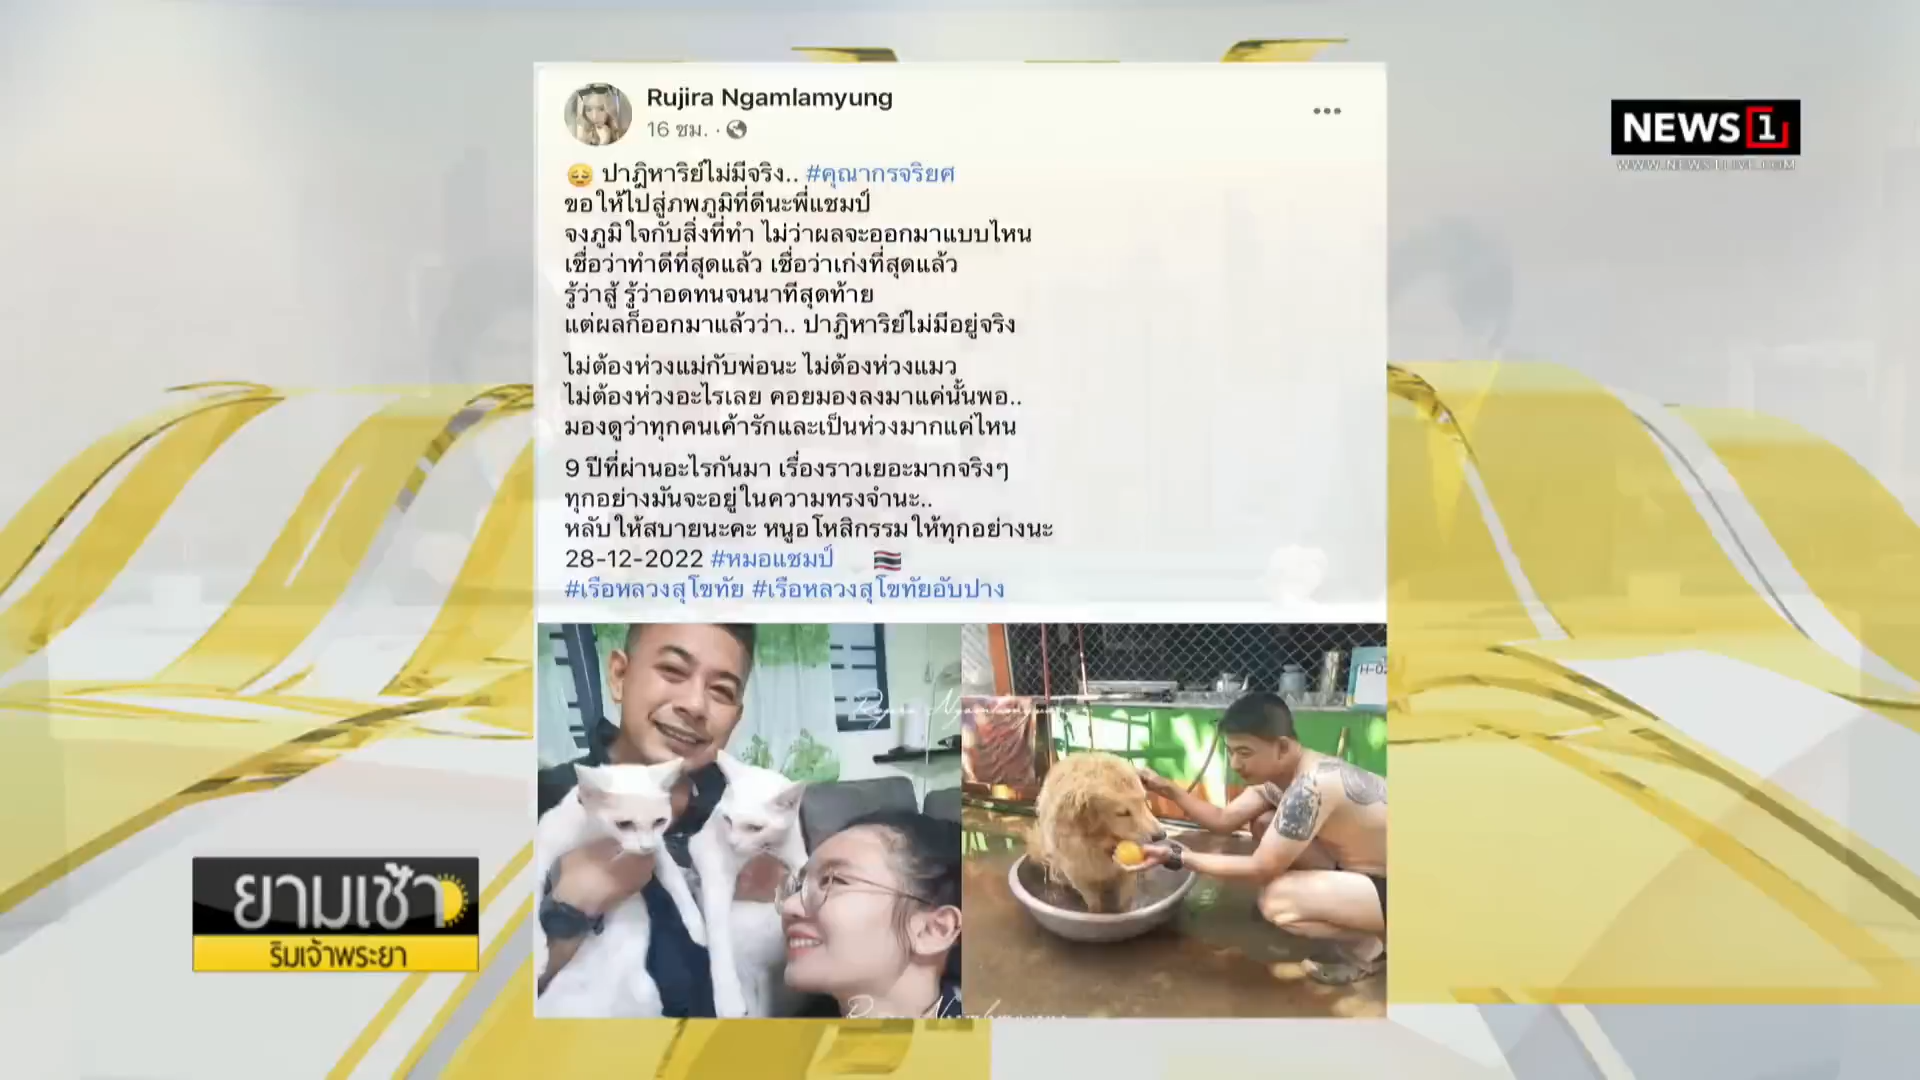 Rujira Ngamlamyung
16 ชม. ·
NEWS 1
WWW.NEWS1LIVE.COM
ปาฏิหาริย์ไม่มีจริง.. #คุณากรจริยศ
ขอให้ไปสู่ภพภูมิที่ดีนะพี่แชมป์
จงภูมิใจกับสิ่งที่ทำ ไม่ว่าผลจะออกมาแบบไหน
เชื่อว่าทำดีที่สุดแล้ว เชื่อว่าเก่งที่สุดแล้ว
รู้ว่าสู้ รู้ว่าอดทนจนนาทีสุดท้าย
แต่ผลก็ออกมาแล้วว่า.. ปาฏิหาริย์ไม่มีอยู่จริง
ไม่ต้องห่วงแม่กับพ่อนะ ไม่ต้องห่วงแมว
ไม่ต้องห่วงอะไรเลย คอยมองลงมาแค่นั้นพอ..
มองดูว่าทุกคนเค้ารักและเป็นห่วงมากแค่ไหน
9 ปีที่ผ่านอะไรกันมา เรื่องราวเยอะมากจริงๆ
ทุกอย่างมันจะอยู่ในความทรงจำนะ..
หลับให้สบายนะคะ หนูอโหสิกรรมให้ทุกอย่างนะ
28-12-2022 #หมอแชมป์
#เรือหลวงสุโขทัย #เรือหลวงสุโขทัยอับปาง
Rujira Ngamlamyung
H-02
ยามเช้า
ริมเจ้าพระยา
Rujira Ngamlamyung